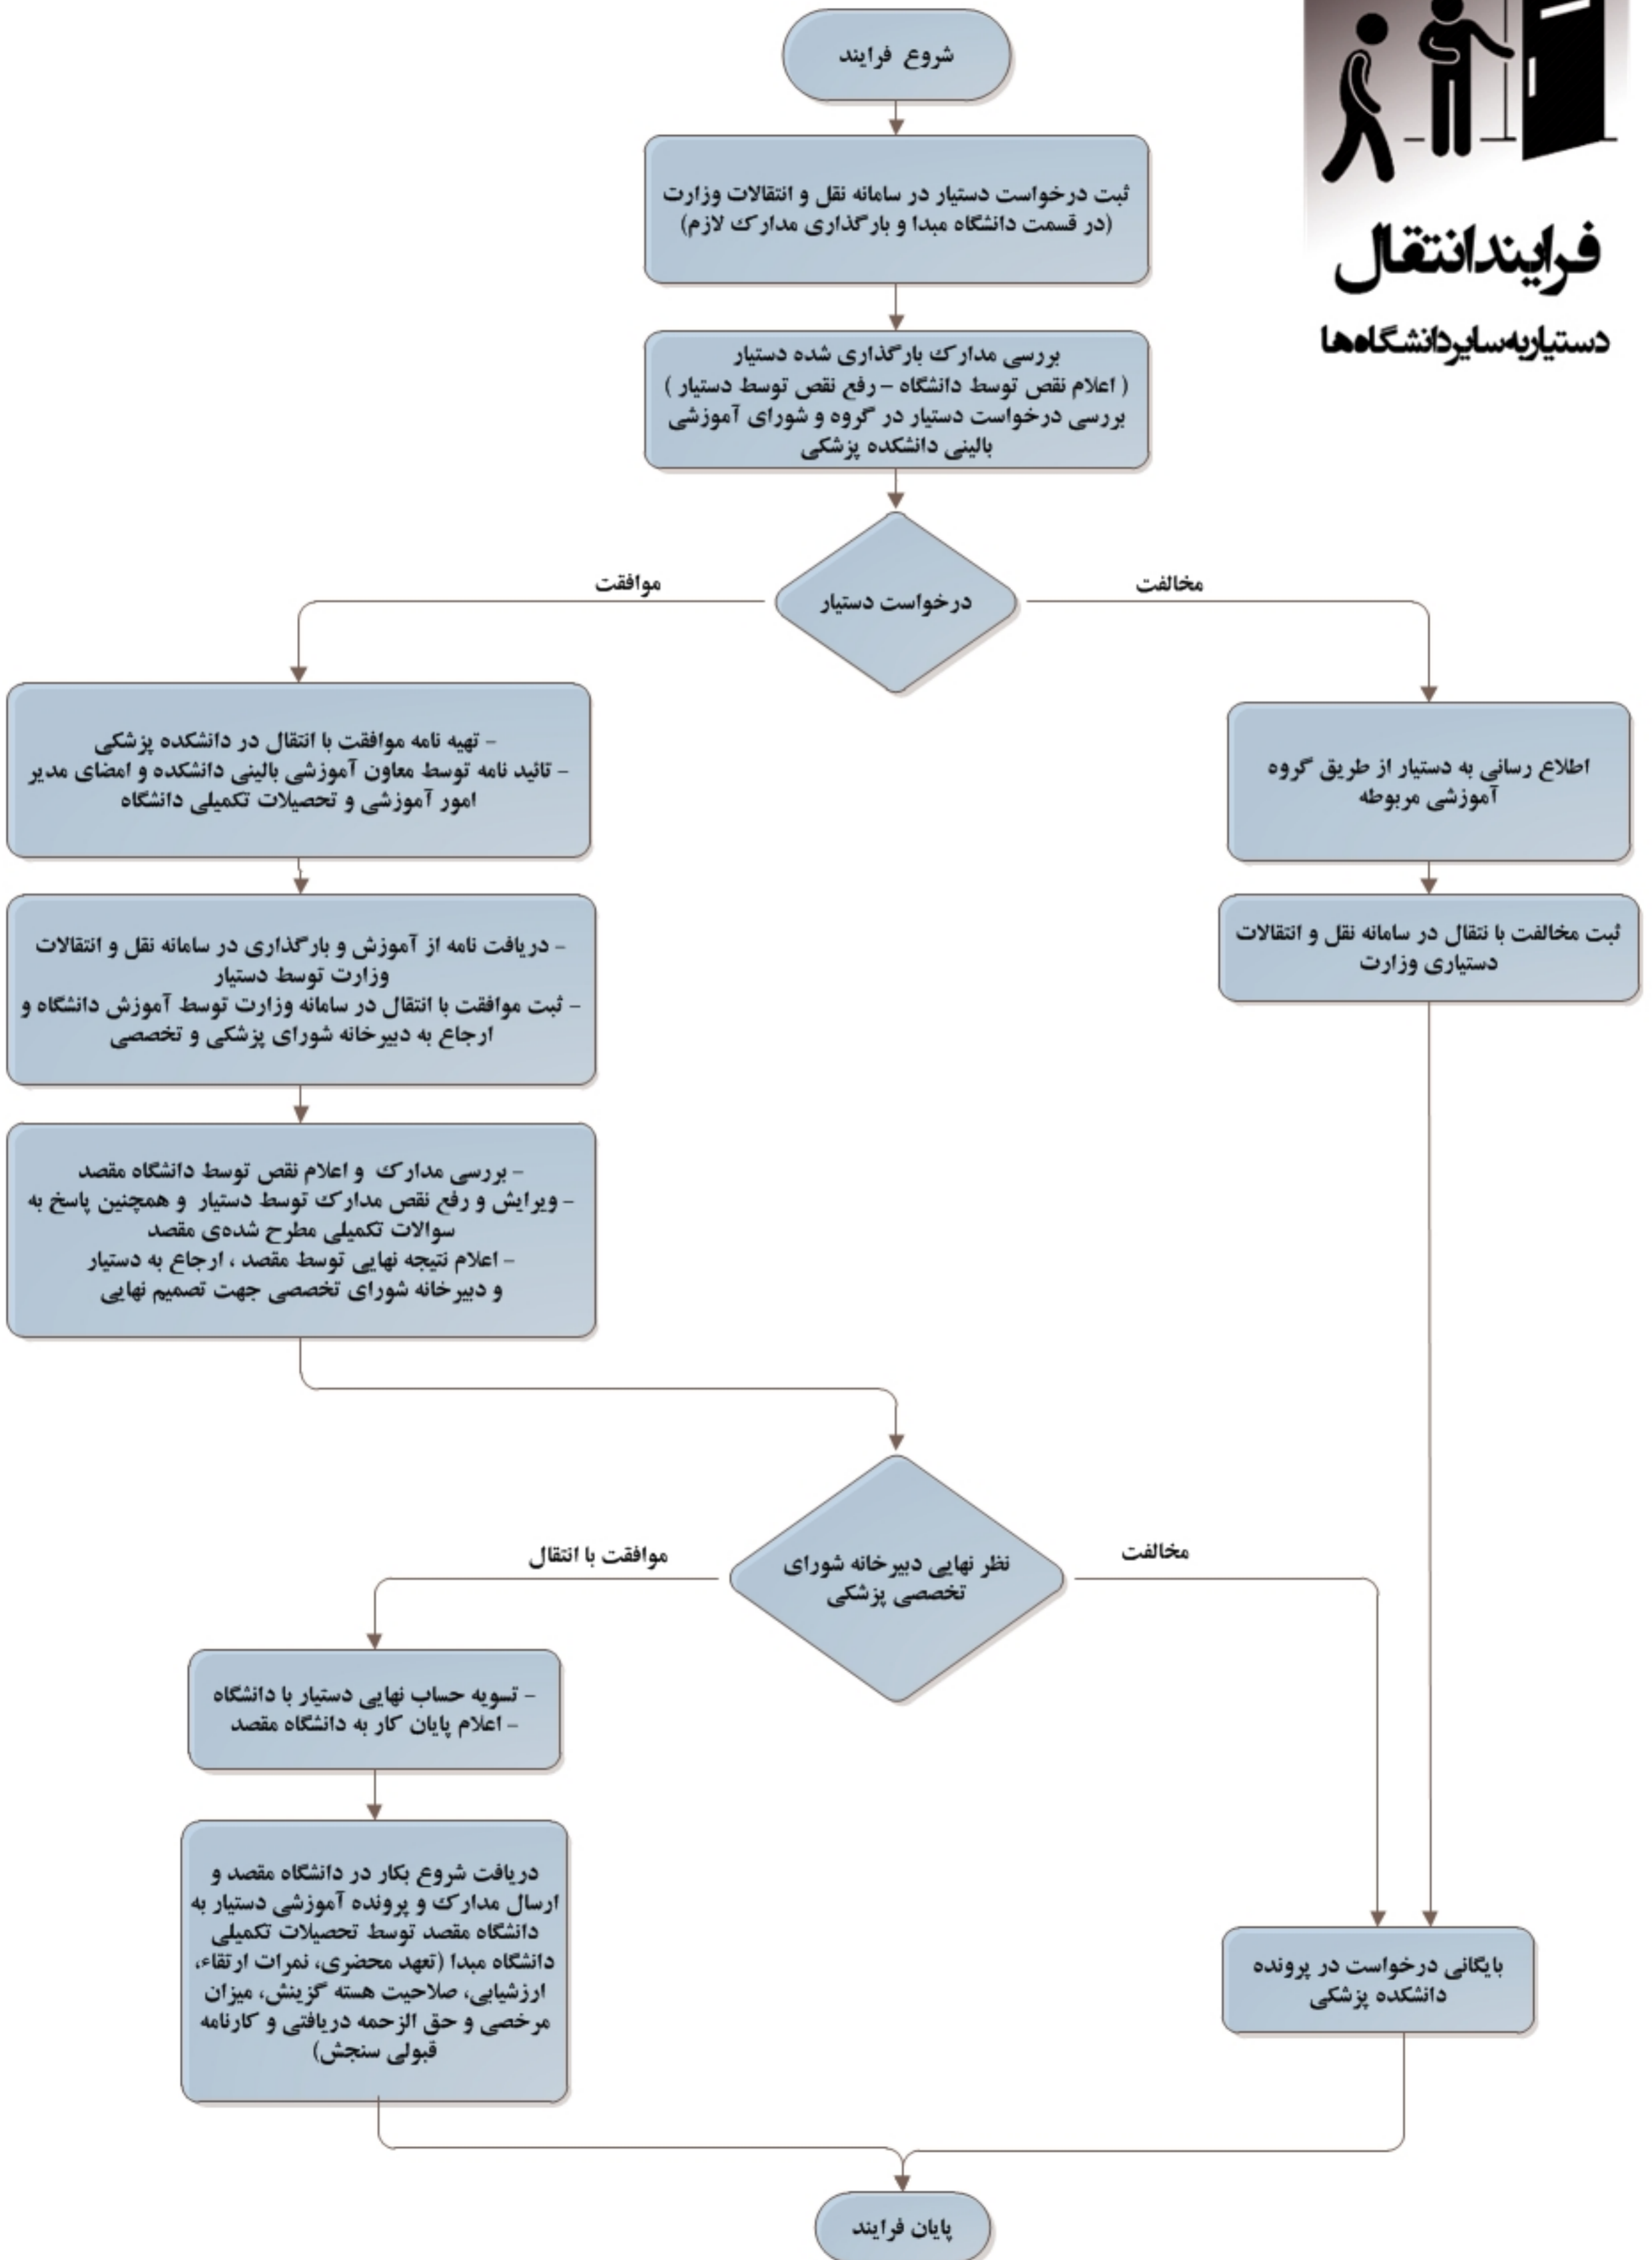 فرایند انتقال
دستیار به سایر دانشگاه ها
شروع فرایند
ثبت درخواست دستیار در سامانه نقل و انتقالات وزارت
(در قسمت دانشگاه مبدا و بارگذاری مدارک لازم)
بررسی مدارک بارگذاری شده دستیار
( اعلام نقص توسط دانشگاه – رفع نقص توسط دستیار )
بررسی درخواست دستیار در گروه و شورای آموزشی
بالینی دانشکده پزشکی
درخواست دستیار
مخالفت
موافقت
اطلاع رسانی به دستیار از طریق گروه
آموزشی مربوطه
ثبت مخالفت با نتقال در سامانه نقل و انتقالات
دستیاری وزارت
- تهیه نامه موافقت با انتقال در دانشکده پزشکی
- تائید نامه توسط معاون آموزشی بالینی دانشکده و امضای مدیر
امور آموزشی و تحصیلات تکمیلی دانشگاه
- دریافت نامه از آموزش و بارگذاری در سامانه نقل و انتقالات
وزارت توسط دستیار
- ثبت موافقت با انتقال در سامانه وزارت توسط آموزش دانشگاه و
ارجاع به دبیرخانه شورای پزشکی و تخصصی
- بررسی مدارک و اعلام نقص توسط دانشگاه مقصد
- ویرایش و رفع نقص مدارک توسط دستیار و همچنین پاسخ به
سوالات تکمیلی مطرح شده‌ی مقصد
- اعلام نتیجه نهایی توسط مقصد ، ارجاع به دستیار
و دبیرخانه شورای تخصصی جهت تصمیم نهایی
نظر نهایی دبیرخانه شورای
تخصصی پزشکی
مخالفت
موافقت با انتقال
- تسویه حساب نهایی دستیار با دانشگاه
- اعلام پایان کار به دانشگاه مقصد
دریافت شروع بکار در دانشگاه مقصد و
ارسال مدارک و پرونده آموزشی دستیار به
دانشگاه مقصد توسط تحصیلات تکمیلی
دانشگاه مبدا (تعهد محضری، نمرات ارتقاء،
ارزشیابی، صلاحیت هسته گزینش، میزان
مرخصی و حق الزحمه دریافتی و کارنامه
قبولی سنجش)
بایگانی درخواست در پرونده
دانشکده پزشکی
پایان فرایند